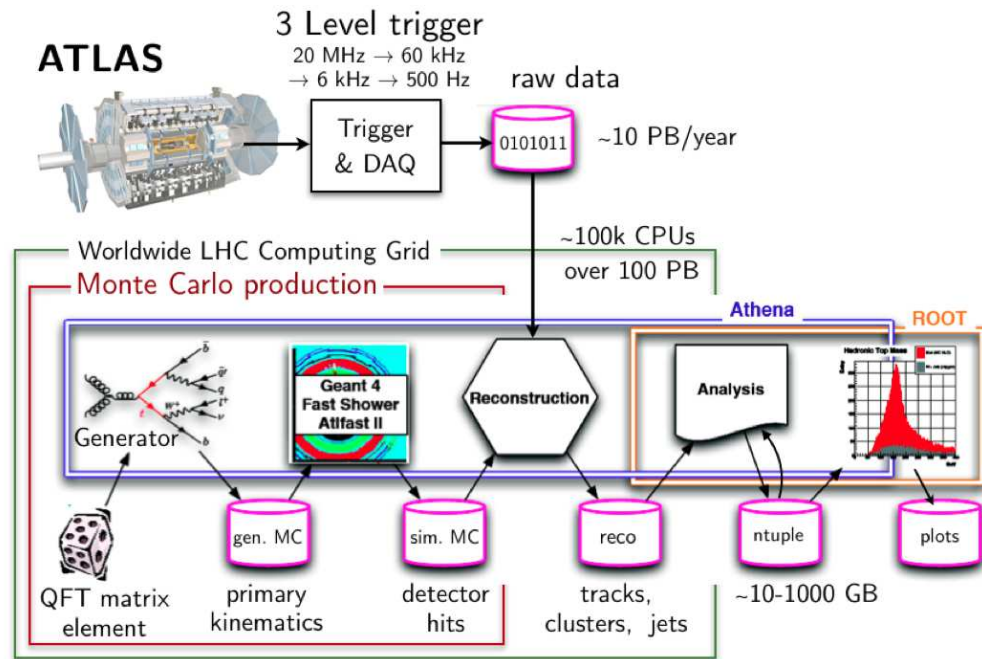 3 Level trigger
ATLAS
20 MHz → 60 kHz
→ 6 kHz → 500 Hz
raw data
Trigger
& DAQ
0101011
~10 PB/year
Worldwide LHC Computing Grid
~100k CPUs
over 100 PB
Monte Carlo production
Athena
ROOT
Generator
Geant 4
Fast Shower
Atlfast II
Reconstruction
Analysis
Hadronic Top Mass
gen. MC
sim. MC
reco
ntuple
plots
QFT matrix
element
primary
kinematics
detector
hits
tracks,
clusters, jets
~10-1000 GB